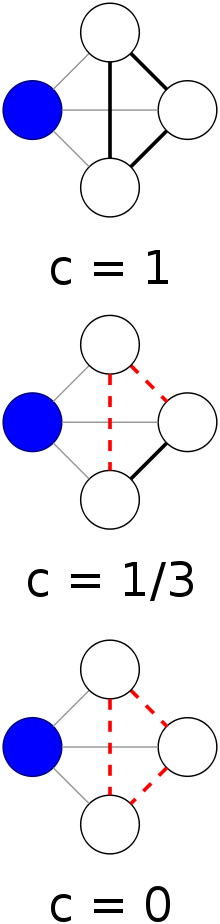 c = 1
c = 1/3
c = 0